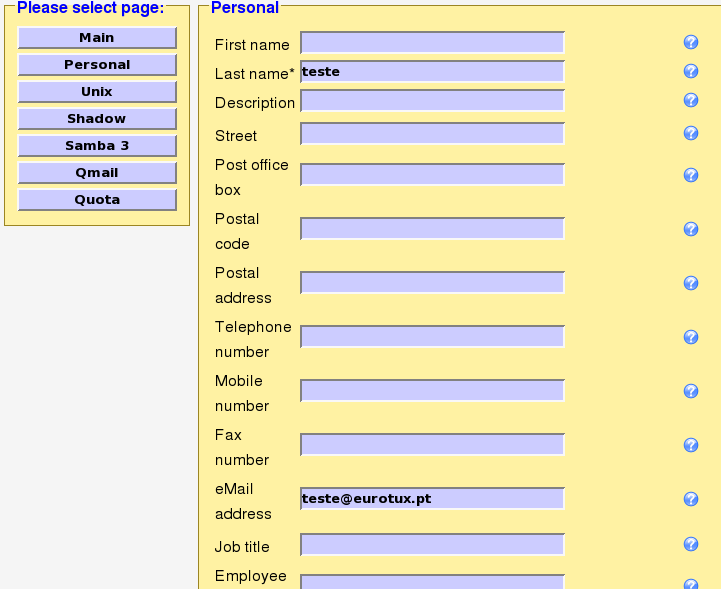 Please select page:
Main
Personal
Unix
Shadow
Samba 3
Qmail
Quota
Personal
First name
Last name* teste
Description
Street
Post office
box
Postal
code
Postal
address
Telephone
number
Mobile
number
Fax
number
eMail
address
teste@eurotux.pt
Job title
Employee